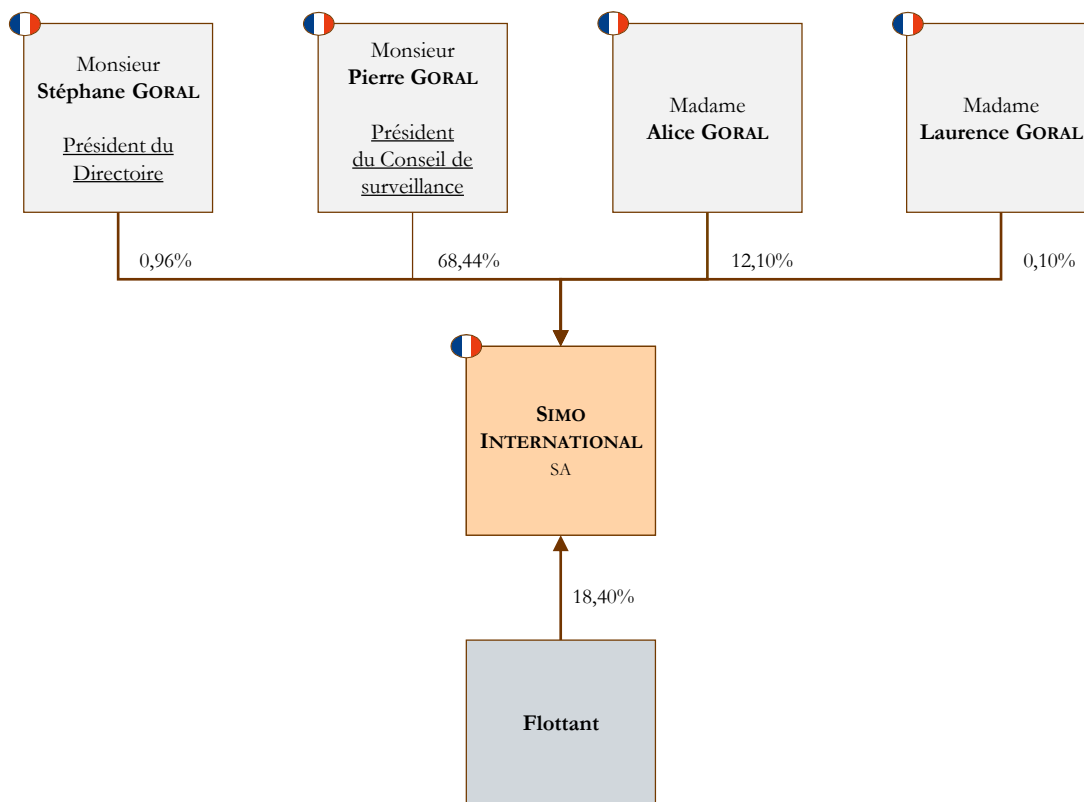 Monsieur
Stéphane GORAL
Président du
Directoire
Monsieur
Pierre GORAL
Président
du Conseil de
surveillance
Madame
Alice GORAL
Madame
Laurence GORAL
0,96%
68,44%
12,10%
0,10%
SIMO
INTERNATIONAL
SA
18,40%
Flottant